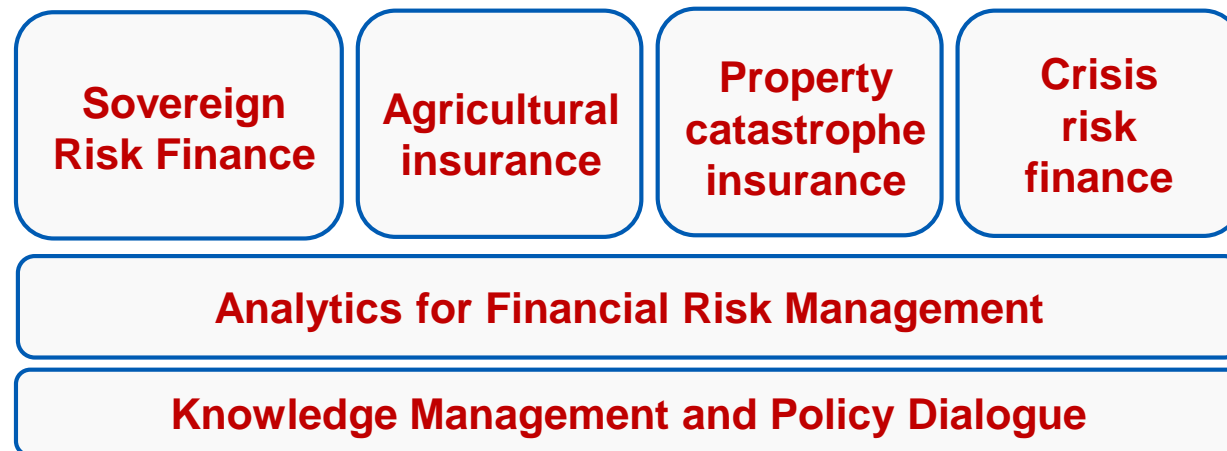 Sovereign
Risk Finance
Agricultural
insurance
Property
catastrophe
insurance
Crisis
risk
finance
Analytics for Financial Risk Management
Knowledge Management and Policy Dialogue